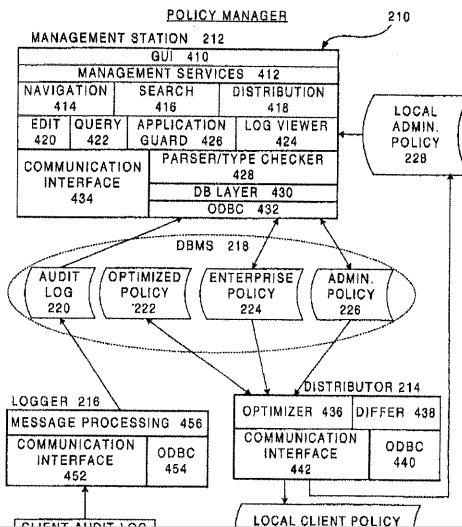 POLICY MANAGER
210
MANAGEMENT STATION 212
GUI 410
MANAGEMENT SERVICES 412
NAVIGATION
414
SEARCH
416
DISTRIBUTION
418
EDIT
420
QUERY
422
APPLICATION
GUARD 426
LOG VIEWER
424
COMMUNICATION
INTERFACE
434
PARSER/TYPE CHECKER
428
DB LAYER 430
ODBC 432
LOCAL
ADMIN.
POLICY
228
DBMS 218
AUDIT
LOG
220
OPTIMIZED
POLICY
222
ENTERPRISE
POLICY
224
ADMIN.
POLICY
226
LOGGER 216
MESSAGE PROCESSING 456
COMMUNICATION
INTERFACE
452
ODBC
454
DISTRIBUTOR 214
OPTIMIZER 436
DIFFER 438
COMMUNICATION
INTERFACE
442
ODBC
440
CLIENT AUDIT LOG
LOCAL CLIENT POLICY